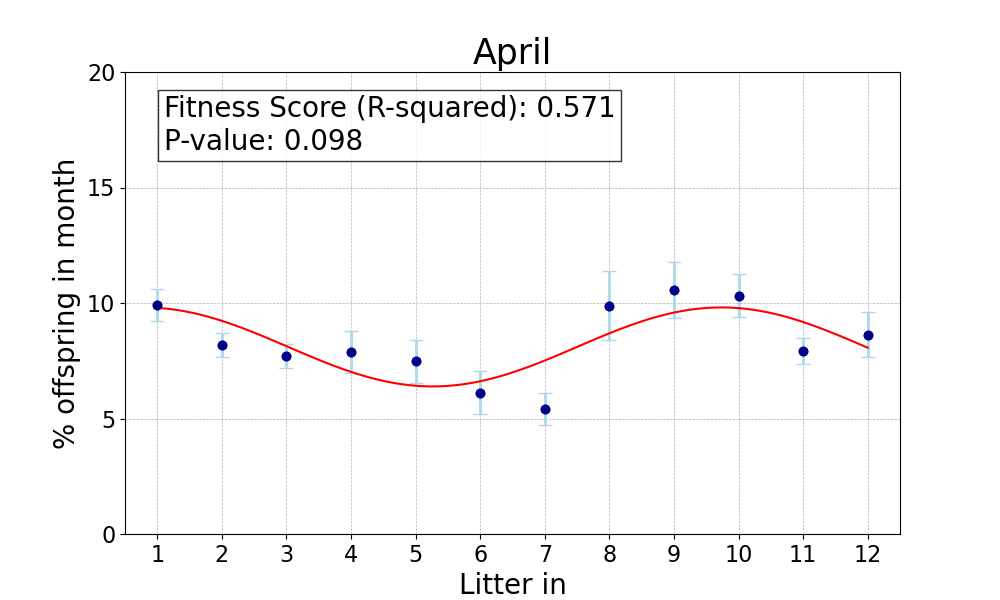 April
Fitness Score (R-squared): 0.571
P-value: 0.098
% offspring in month
20
15
10
5
0
1 2 3 4 5 6 7 8 9 10 11 12
Litter in